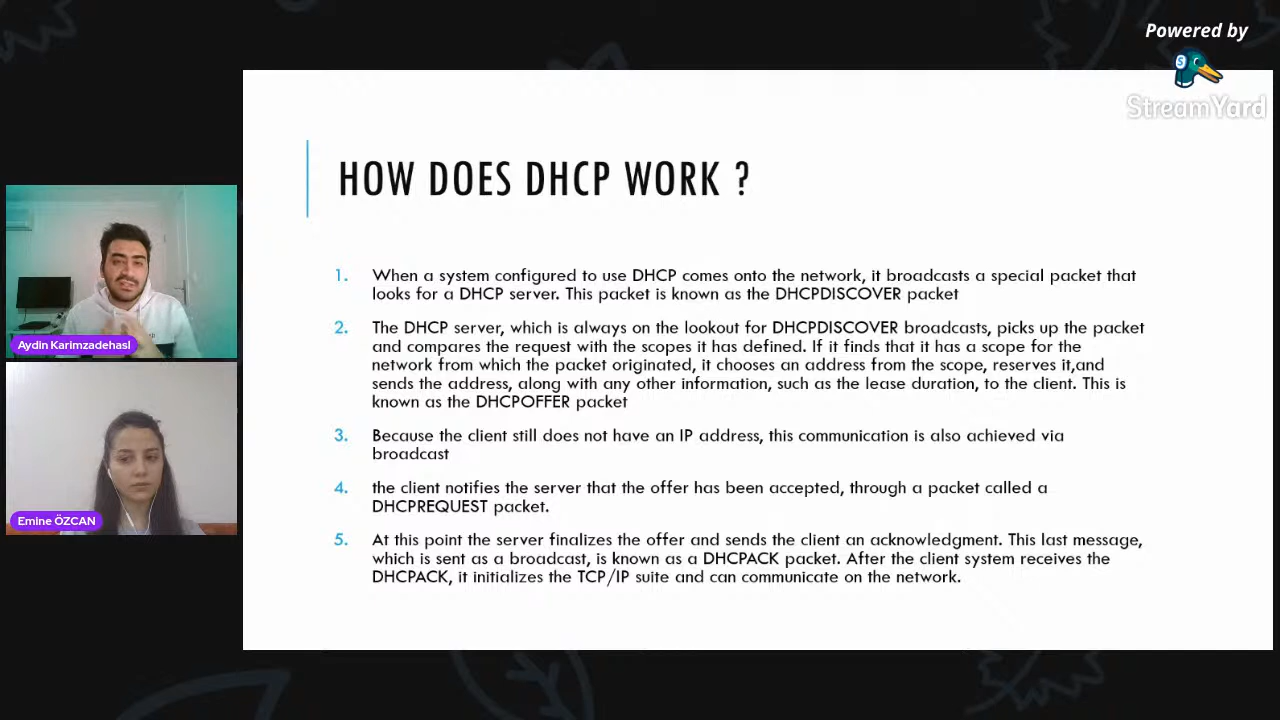 Powered by
StreamYard
HOW DOES DHCP WORK ?
1. When a system configured to use DHCP comes onto the network, it broadcasts a special packet that
looks for a DHCP server. This packet is known as the DHCPDISCOVER packet
2. The DHCP server, which is always on the lookout for DHCPDISCOVER broadcasts, picks up the packet
and compares the request with the scopes it has defined. If it finds that it has a scope for the
network from which the packet originated, it chooses an address from the scope, reserves it,and
sends the address, along with any other information, such as the lease duration, to the client. This is
known as the DHCPOFFER packet
3. Because the client still does not have an IP address, this communication is also achieved via
broadcast
4. the client notifies the server that the offer has been accepted, through a packet called a
DHCPREQUEST packet.
5. At this point the server finalizes the offer and sends the client an acknowledgment. This last message,
which is sent as a broadcast, is known as a DHCPACK packet. After the client system receives the
DHCPACK, it initializes the TCP/IP suite and can communicate on the network.
Aydin Karimzadehasl
Emine ÖZCAN